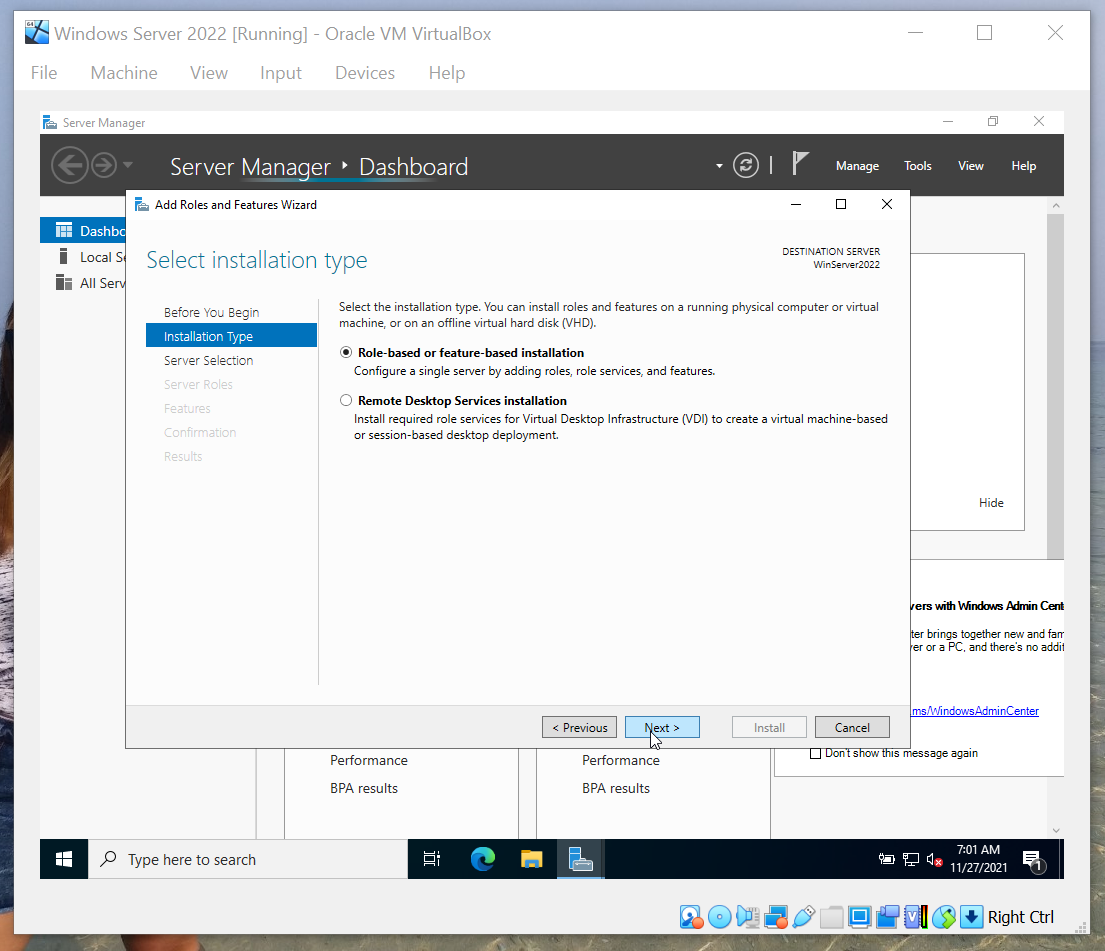 Windows Server 2022 [Running] - Oracle VM VirtualBox
File Machine View Input Devices Help
Server Manager
Server Manager Dashboard
Manage Tools View Help
Add Roles and Features Wizard
Select installation type
DESTINATION SERVER
WinServer2022
Before You Begin
Installation Type
Server Selection
Server Roles
Features
Confirmation
Results
Select the installation type. You can install roles and features on a running physical computer or virtual
machine, or on an offline virtual hard disk (VHD).
Role-based or feature-based installation
Configure a single server by adding roles, role services, and features.
Remote Desktop Services installation
Install required role services for Virtual Desktop Infrastructure (VDI) to create a virtual machine-based
or session-based desktop deployment.
< Previous
Next >
Install
Cancel
Dashbo
Local Se
All Serv
Hide
vers with Windows Admin Cent
ter brings together new and fam
ver or a PC, and there's no addit
ms/WindowsAdminCenter
Don't show this message again
Performance
BPA results
Performance
BPA results
Type here to search
7:01 AM
11/27/2021
1
Right Ctrl